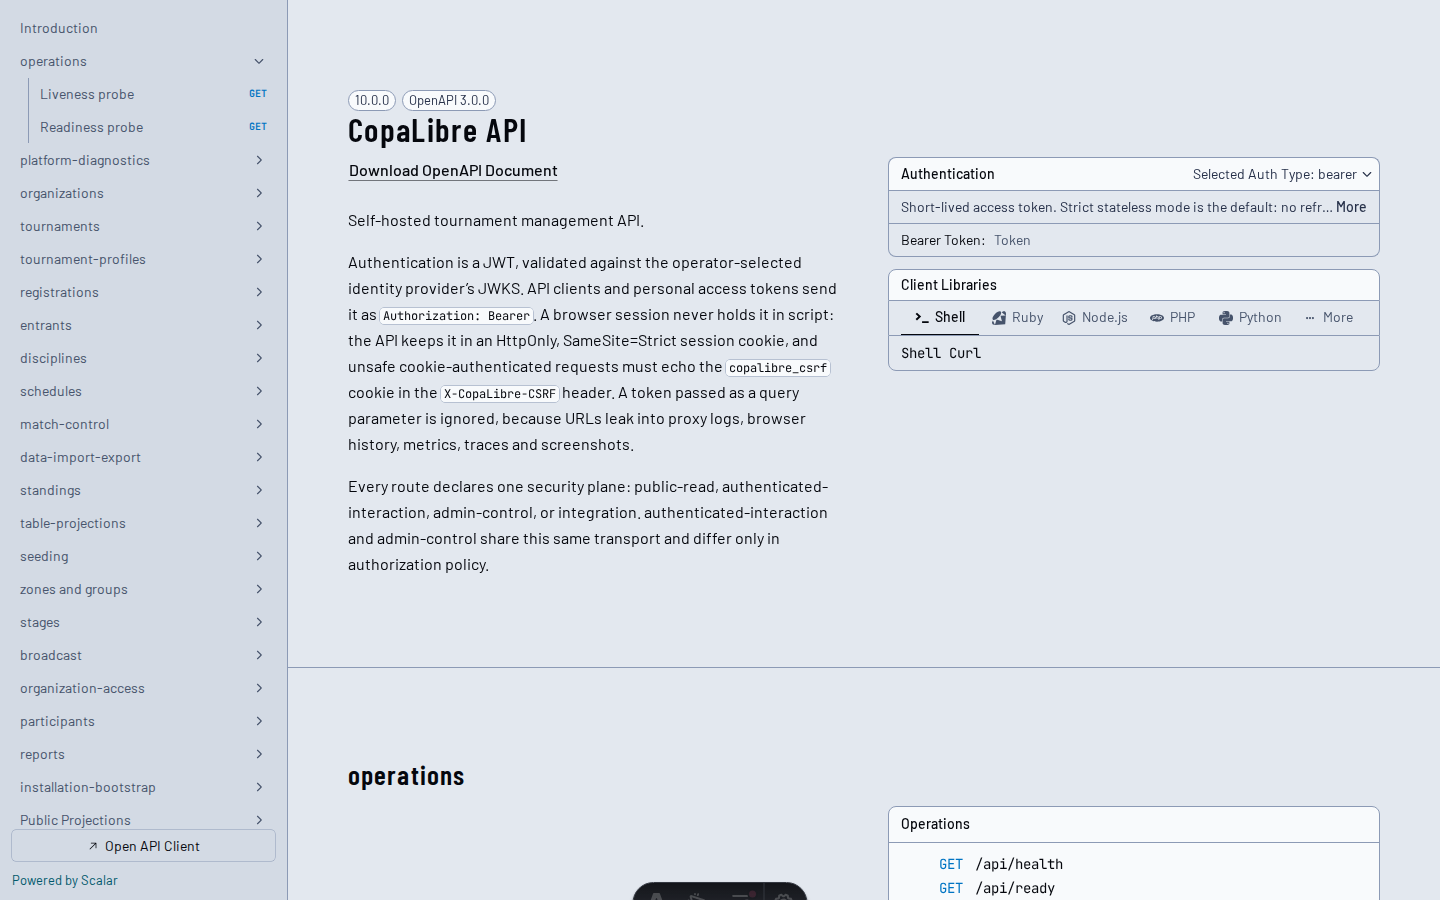 Introduction
operations
Liveness probe GET
Readiness probe GET
platform-diagnostics
organizations
tournaments
tournament-profiles
registrations
entrants
disciplines
schedules
match-control
data-import-export
standings
table-projections
seeding
zones and groups
stages
broadcast
organization-access
participants
reports
installation-bootstrap
Public Projections
Open API Client
Powered by Scalar
10.0.0 OpenAPI 3.0.0
CopaLibre API
Download OpenAPI Document
Self-hosted tournament management API.
Authentication is a JWT, validated against the operator-selected
identity provider’s JWKS. API clients and personal access tokens send
it as Authorization: Bearer. A browser session never holds it in script:
the API keeps it in an HttpOnly, SameSite=Strict session cookie, and
unsafe cookie-authenticated requests must echo the copalibre_csrf
cookie in the X-CopaLibre-CSRF header. A token passed as a query
parameter is ignored, because URLs leak into proxy logs, browser
history, metrics, traces and screenshots.
Every route declares one security plane: public-read, authenticated-
interaction, admin-control, or integration. authenticated-interaction
and admin-control share this same transport and differ only in
authorization policy.
Authentication Selected Auth Type: bearer
Short-lived access token. Strict stateless mode is the default: no refr… More
Bearer Token: Token
Client Libraries
Shell Ruby Node.js PHP Python More
Shell Curl
operations
Operations
GET /api/health
GET /api/ready